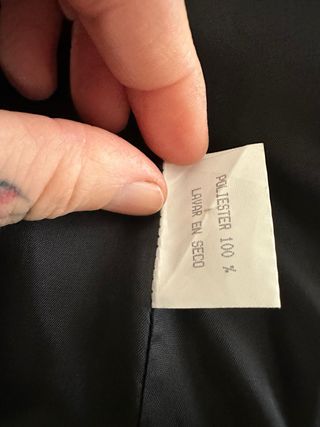 POLIESTER 100 %
LAVAR EN SECO